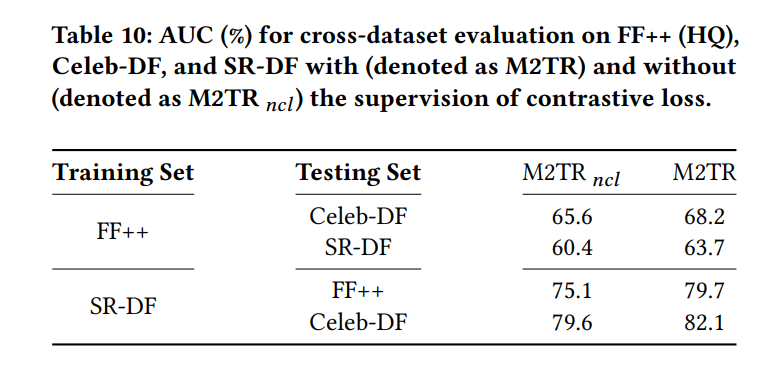 Table 10: AUC (%) for cross-dataset evaluation on FF++ (HQ),
Celeb-DF, and SR-DF with (denoted as M2TR) and without
(denoted as M2TR ncl) the supervision of contrastive loss.
Training Set Testing Set M2TR ncl M2TR
FF++ Celeb-DF 65.6 68.2
SR-DF 60.4 63.7
SR-DF FF++ 75.1 79.7
Celeb-DF 79.6 82.1